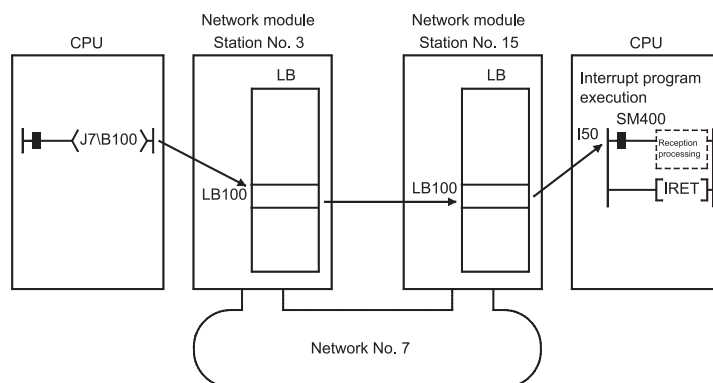 Network module
Station No. 3
Network module
Station No. 15
CPU
CPU
LB
LB
Interrupt program
execution
SM400
J7\B100
I50
Reception
processing
LB100
LB100
IRET
Network No. 7